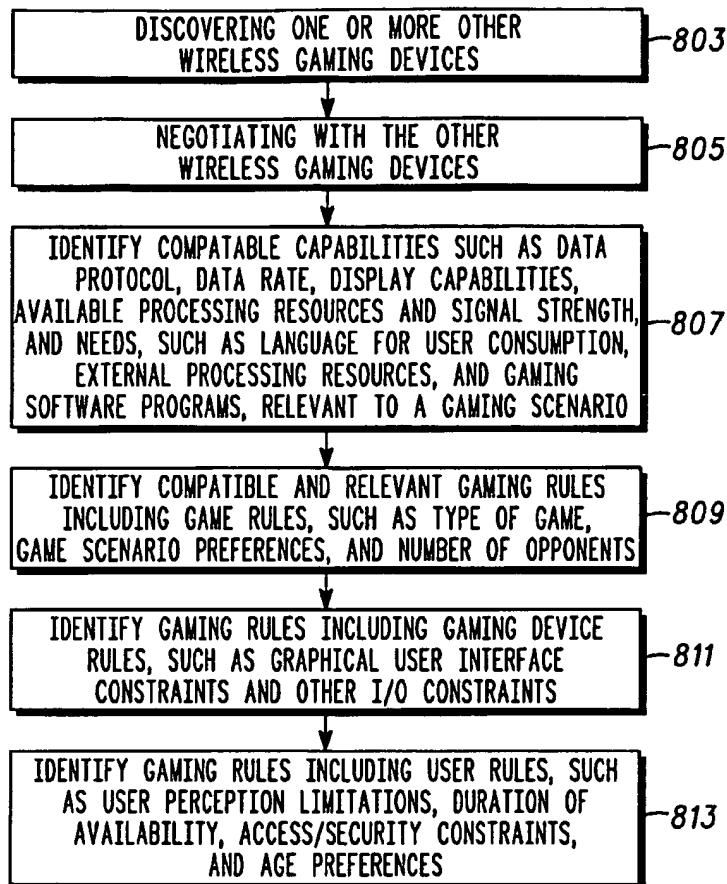 DISCOVERING ONE OR MORE OTHER
WIRELESS GAMING DEVICES
803
NEGOTIATING WITH THE OTHER
WIRELESS GAMING DEVICES
805
IDENTIFY COMPATABLE CAPABILITIES SUCH AS DATA
PROTOCOL, DATA RATE, DISPLAY CAPABILITIES,
AVAILABLE PROCESSING RESOURCES AND SIGNAL STRENGTH,
AND NEEDS, SUCH AS LANGUAGE FOR USER CONSUMPTION,
EXTERNAL PROCESSING RESOURCES, AND GAMING
SOFTWARE PROGRAMS, RELEVANT TO A GAMING SCENARIO
807
IDENTIFY COMPATIBLE AND RELEVANT GAMING RULES
INCLUDING GAME RULES, SUCH AS TYPE OF GAME,
GAME SCENARIO PREFERENCES, AND NUMBER OF OPPONENTS
809
IDENTIFY GAMING RULES INCLUDING GAMING DEVICE
RULES, SUCH AS GRAPHICAL USER INTERFACE
CONSTRAINTS AND OTHER I/O CONSTRAINTS
811
IDENTIFY GAMING RULES INCLUDING USER RULES, SUCH
AS USER PERCEPTION LIMITATIONS, DURATION OF
AVAILABILITY, ACCESS/SECURITY CONSTRAINTS,
AND AGE PREFERENCES
813